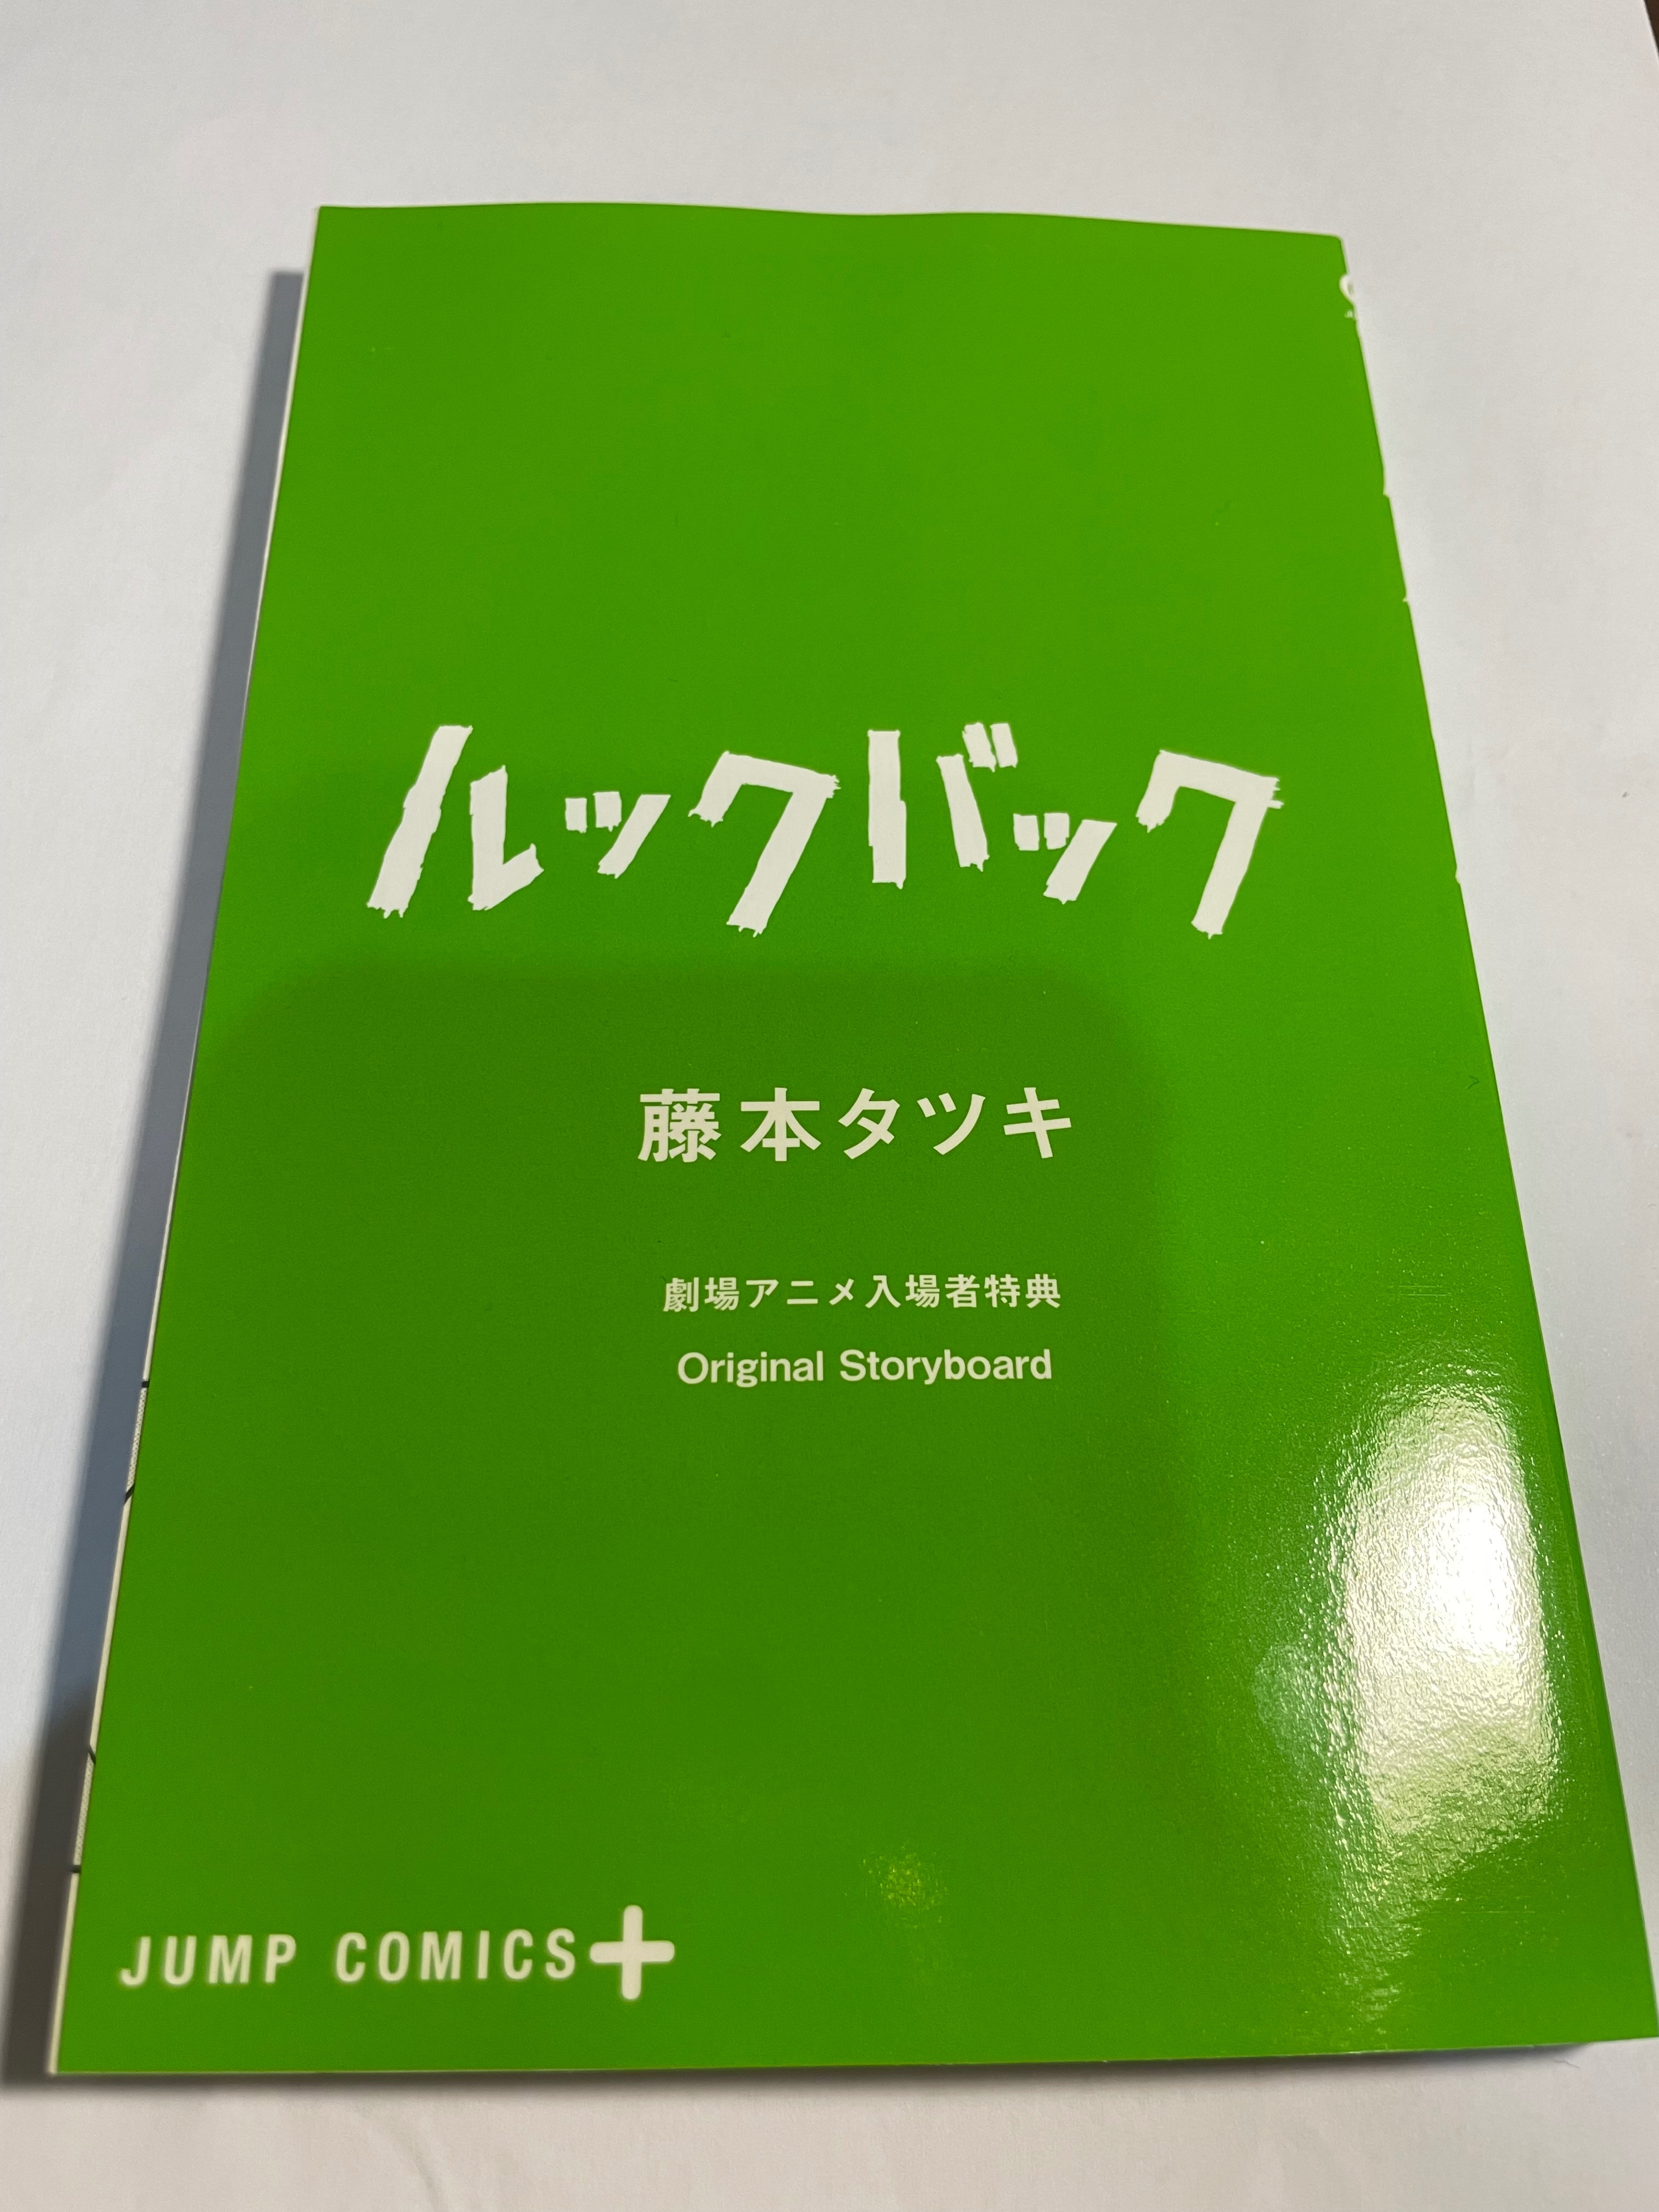 ルックバック
藤本タツキ
劇場アニメ入場者特典
Original Storyboard
JUMP COMICS+